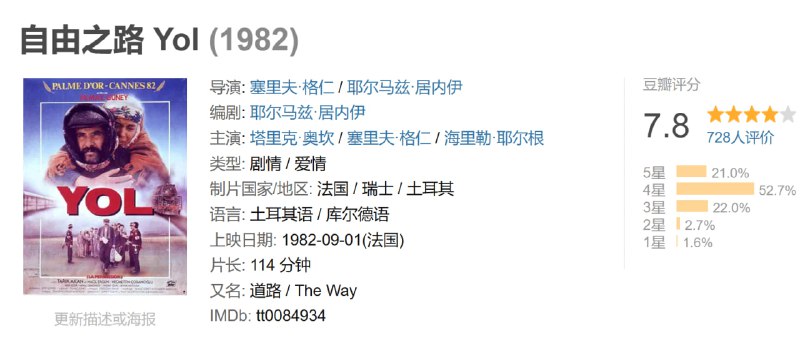 自由之路 Yol (1982)
PALME D'OR - CANNES 82
GÜNEY
YOL
TARIK AKAN
更新描述或海报
导演: 塞里夫·格仁 / 耶尔马兹·居内伊
编剧: 耶尔马兹·居内伊
主演: 塔里克·奥坎 / 塞里夫·格仁 / 海里勒·耶尔根
类型: 剧情 / 爱情
制片国家/地区: 法国 / 瑞士 / 土耳其
语言: 土耳其语 / 库尔德语
上映日期: 1982-09-01(法国)
片长: 114 分钟
又名: 道路 / The Way
IMDb: tt0084934
豆瓣评分
7.8
728人评价
5星 21.0%
4星 52.7%
3星 22.0%
2星 2.7%
1星 1.6%